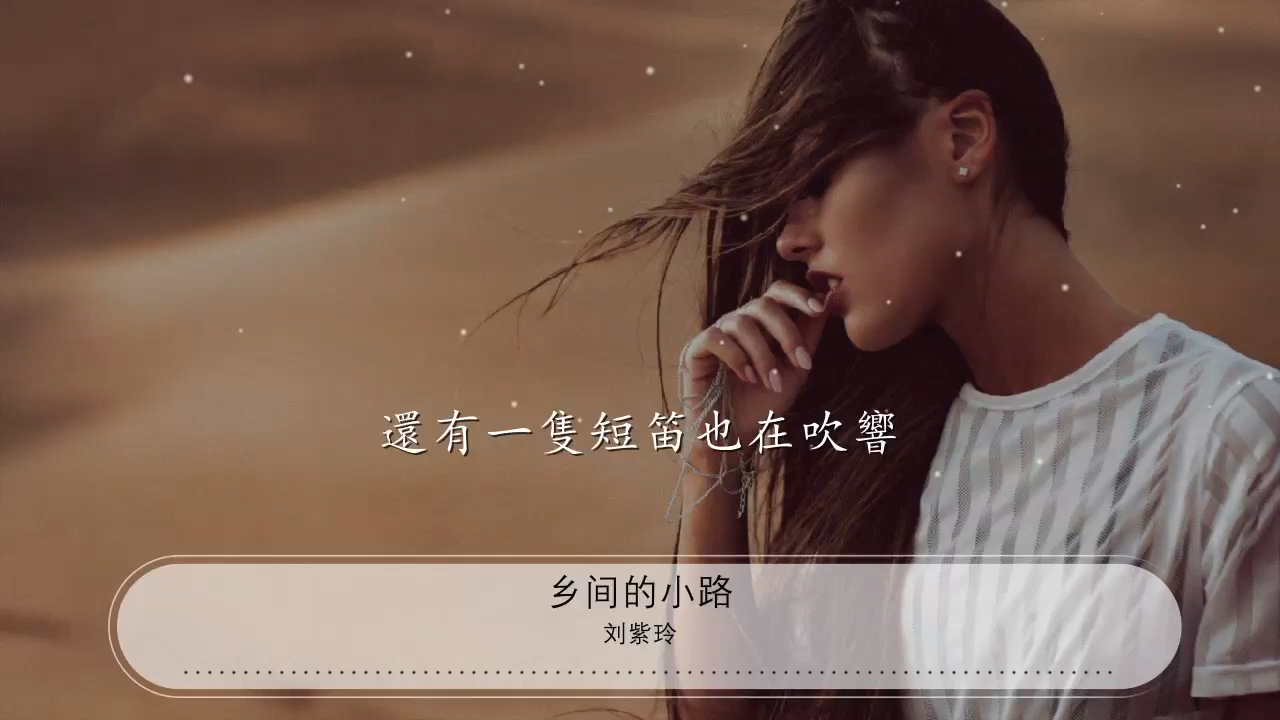 還有一隻短笛也在吹響
乡间的小路
刘紫玲